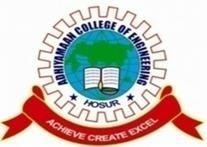 ADHIYAMAAN COLLEGE OF ENGINEERING
HOSUR
ACHIEVE CREATE EXCEL